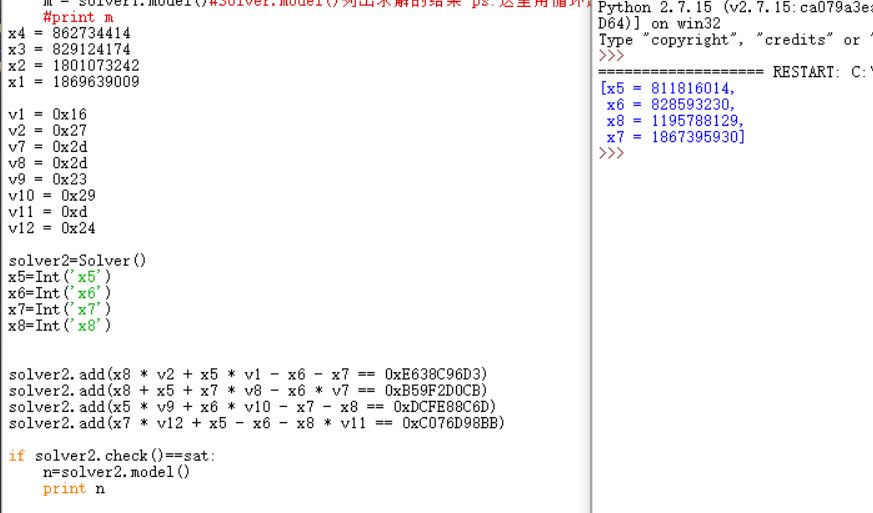 m = solver1.model()#Solver.model()列出求解的结果 ps:这里用循环
#print m
x4 = 862734414
x3 = 829124174
x2 = 1801073242
x1 = 1869639009
v1 = 0x16
v2 = 0x27
v7 = 0x2d
v8 = 0x2d
v9 = 0x23
v10 = 0x29
v11 = 0xd
v12 = 0x24
solver2=Solver()
x5=Int('x5')
x6=Int('x6')
x7=Int('x7')
x8=Int('x8')
solver2.add(x8 * v2 + x5 * v1 - x6 - x7 == 0xE638C96D3)
solver2.add(x8 + x5 + x7 * v8 - x6 * v7 == 0xB59F2D0CB)
solver2.add(x5 * v9 + x6 * v10 - x7 - x8 == 0xDCFE88C6D)
solver2.add(x7 * v12 + x5 - x6 - x8 * v11 == 0xC076D98BB)
if solver2.check()==sat:
n=solver2.model()
print n
Python 2.7.15 (v2.7.15:ca079a3ea
D64)] on win32
Type "copyright", "credits" or "
>>>
=================== RESTART: C:\
[x5 = 811816014,
x6 = 828593230,
x8 = 1195788129,
x7 = 1867395930]
>>>